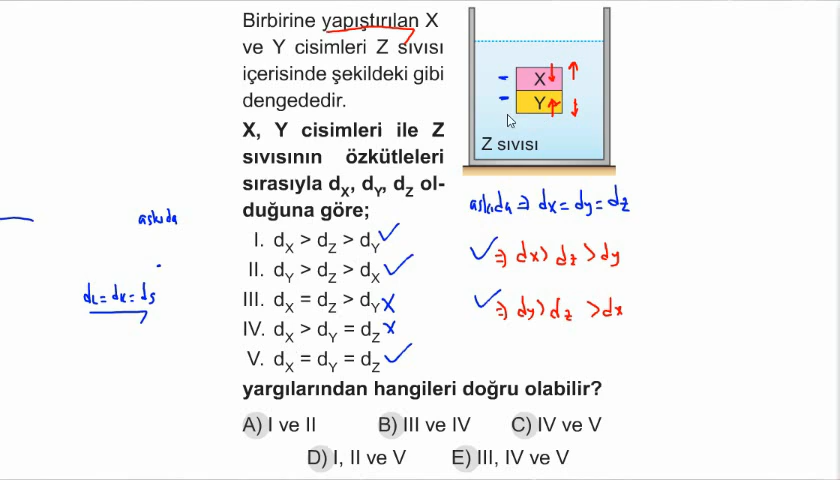 Birbirine yapıştırılan X
ve Y cisimleri Z sıvısı
içerisinde şekildeki gibi
dengededir.
X, Y cisimleri ile Z
sıvısının özkütleleri
sırasıyla dX, dY, dZ ol-
duğuna göre;
I. dX > dZ > dY ✓
II. dY > dZ > dX ✓
III. dX = dZ > dY X
IV. dX > dY = dZ X
V. dX = dY = dZ ✓
yargılarından hangileri doğru olabilir?
A) I ve II
B) III ve IV
C) IV ve V
D) I, II ve V
E) III, IV ve V
X
Y
Z sıvısı
askıda ⇒ dx = dy = dz
✓ ⇒ dx > dz > dy
✓ ⇒ dy > dz > dx
askıda
dL = dK = dS